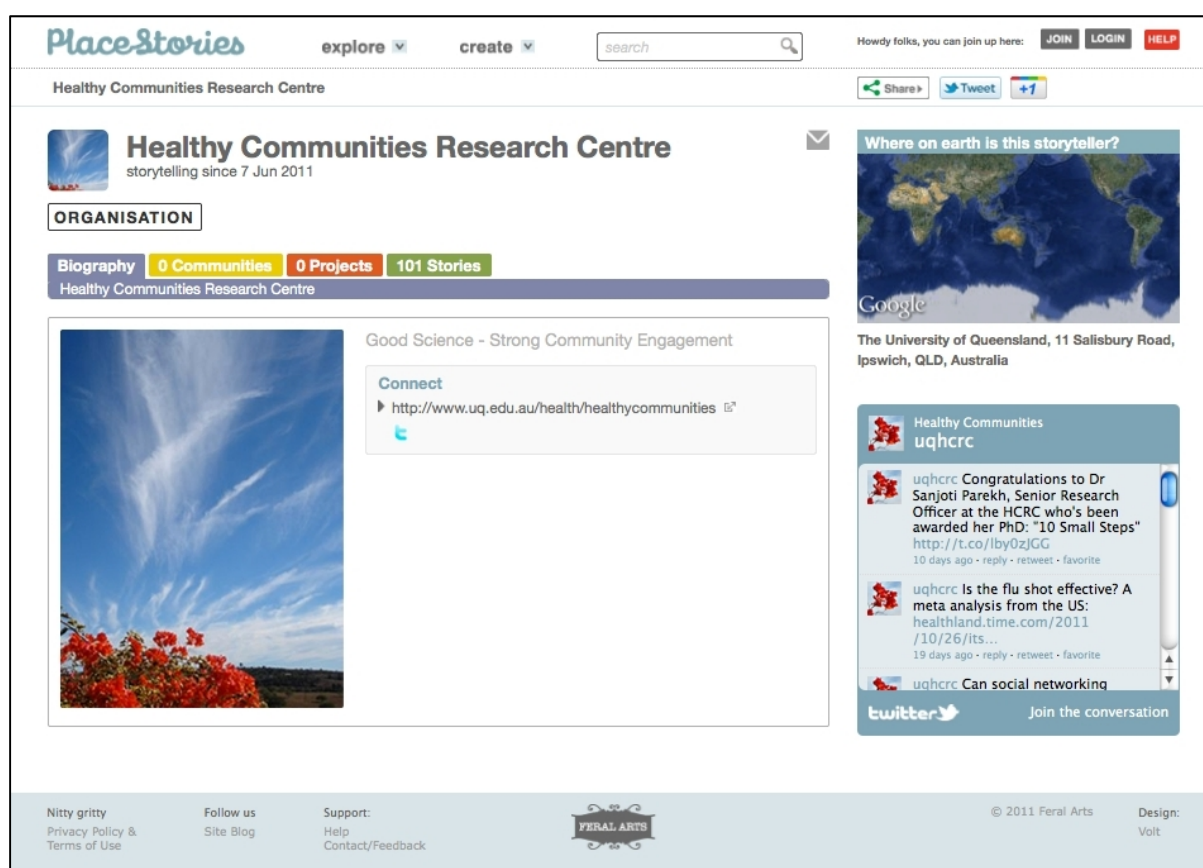 PlaceStories
explore
create
search
Howdy folks, you can join up here:
JOIN
LOGIN
HELP
Healthy Communities Research Centre
Share
Tweet
+1
Healthy Communities Research Centre
storytelling since 7 Jun 2011
ORGANISATION
Biography
0 Communities
0 Projects
101 Stories
Healthy Communities Research Centre
Good Science - Strong Community Engagement
Connect
http://www.uq.edu.au/health/healthycommunities
Where on earth is this storyteller?
Google
The University of Queensland, 11 Salisbury Road,
Ipswich, QLD, Australia
Healthy Communities
uqhcrc
uqhcrc Congratulations to Dr
Sanjoti Parekh, Senior Research
Officer at the HCRC who's been
awarded her PhD: "10 Small Steps"
http://t.co/lby0zJGG
10 days ago · reply · retweet · favorite
uqhcrc Is the flu shot effective? A
meta analysis from the US:
healthland.time.com/2011
/10/26/its...
19 days ago · reply · retweet · favorite
uqhcrc Can social networking
twitter
Join the conversation
Nitty gritty
Privacy Policy &
Terms of Use
Follow us
Site Blog
Support:
Help
Contact/Feedback
FERAL ARTS
© 2011 Feral Arts
Design:
Volt